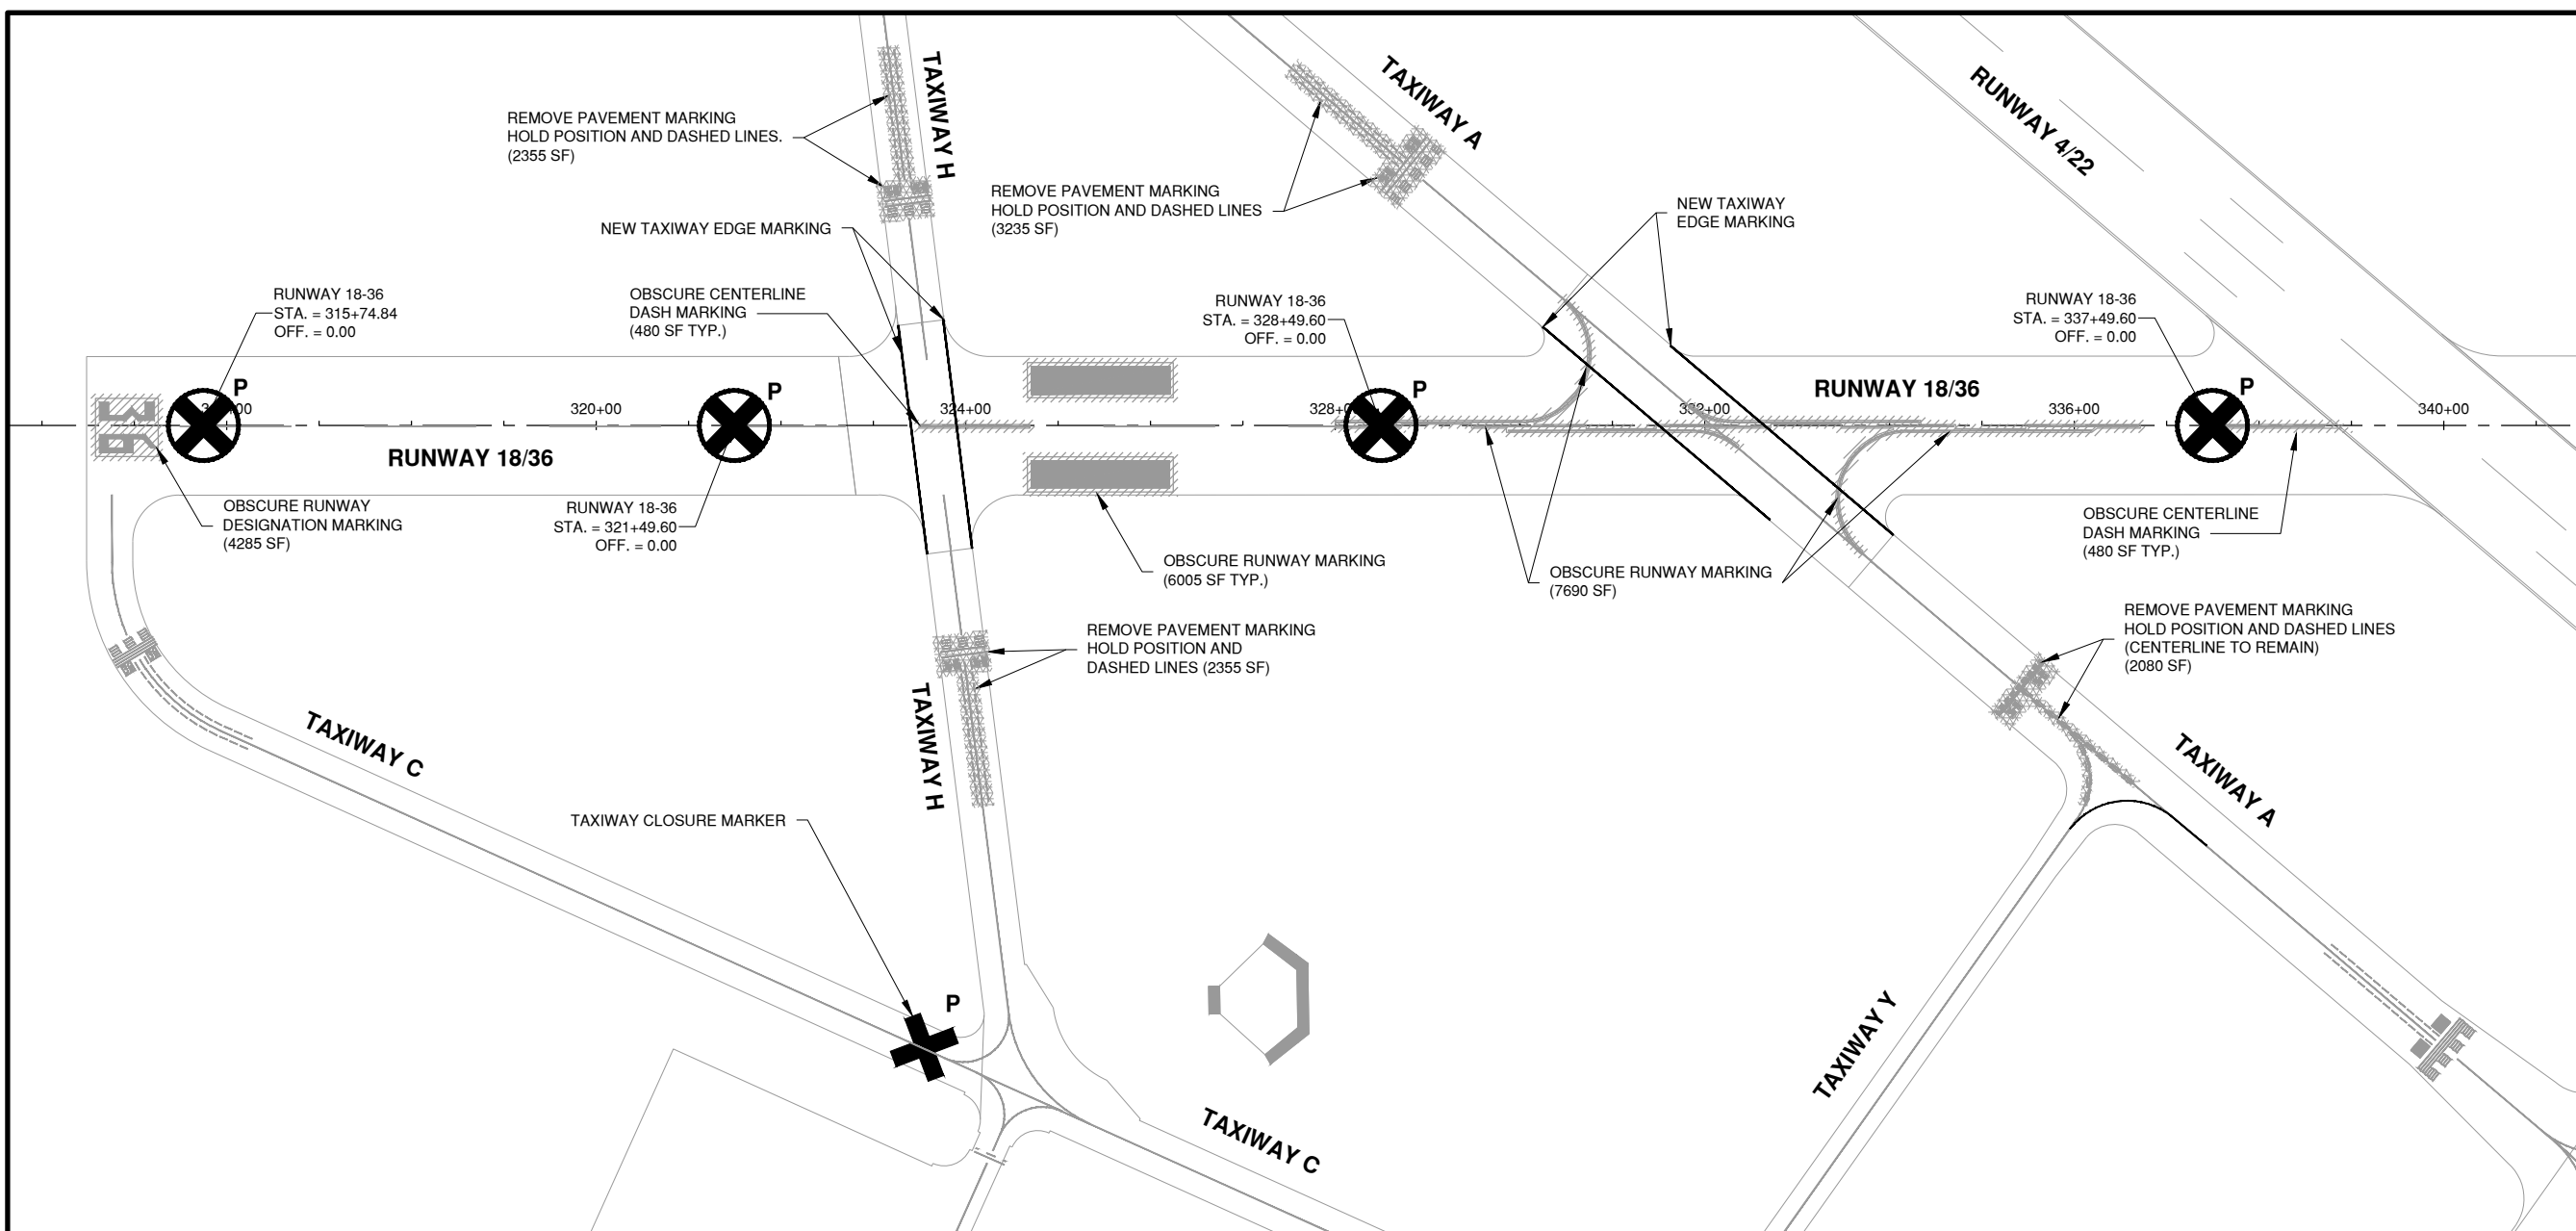 TAXIWAY H
TAXIWAY A
RUNWAY 4/22
REMOVE PAVEMENT MARKING
HOLD POSITION AND DASHED LINES.
(2355 SF)
REMOVE PAVEMENT MARKING
HOLD POSITION AND DASHED LINES
(3235 SF)
NEW TAXIWAY
EDGE MARKING
NEW TAXIWAY EDGE MARKING
RUNWAY 18-36
STA. = 315+74.84
OFF. = 0.00
OBSCURE CENTERLINE
DASH MARKING
(480 SF TYP.)
RUNWAY 18-36
STA. = 328+49.60
OFF. = 0.00
RUNWAY 18-36
STA. = 337+49.60
OFF. = 0.00
P
P
P
P
RUNWAY 18/36
320+00
324+00
332+00
336+00
340+00
RUNWAY 18/36
OBSCURE RUNWAY
DESIGNATION MARKING
(4285 SF)
RUNWAY 18-36
STA. = 321+49.60
OFF. = 0.00
OBSCURE RUNWAY MARKING
(6005 SF TYP.)
OBSCURE RUNWAY MARKING
(7690 SF)
OBSCURE CENTERLINE
DASH MARKING
(480 SF TYP.)
REMOVE PAVEMENT MARKING
HOLD POSITION AND
DASHED LINES (2355 SF)
REMOVE PAVEMENT MARKING
HOLD POSITION AND DASHED LINES
(CENTERLINE TO REMAIN)
(2080 SF)
TAXIWAY C
TAXIWAY H
TAXIWAY A
TAXIWAY CLOSURE MARKER
P
TAXIWAY Y
TAXIWAY C